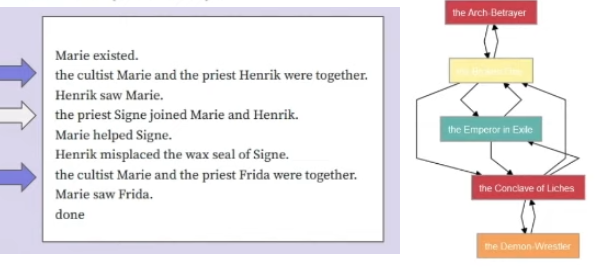 Marie existed.
the cultist Marie and the priest Henrik were together.
Henrik saw Marie.
the priest Signe joined Marie and Henrik.
Marie helped Signe.
Henrik misplaced the wax seal of Signe.
the cultist Marie and the priest Frida were together.
Marie saw Frida.
done
the Arch-Betrayer
the Emperor in Exile
the Conclave of Liches
the Demon-Wrestler